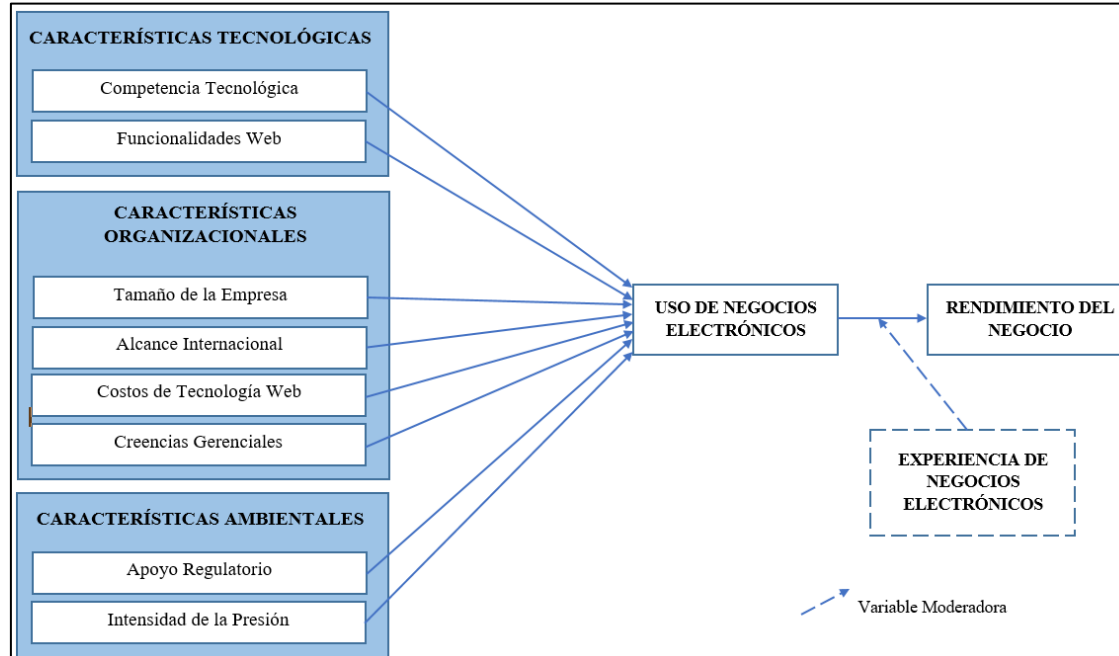 CARACTERÍSTICAS TECNOLÓGICAS
Competencia Tecnológica
Funcionalidades Web
CARACTERÍSTICAS
ORGANIZACIONALES
Tamaño de la Empresa
Alcance Internacional
Costos de Tecnología Web
Creencias Gerenciales
CARACTERÍSTICAS AMBIENTALES
Apoyo Regulatorio
Intensidad de la Presión
USO DE NEGOCIOS
ELECTRÓNICOS
RENDIMIENTO DEL
NEGOCIO
EXPERIENCIA DE
NEGOCIOS
ELECTRÓNICOS
Variable Moderadora